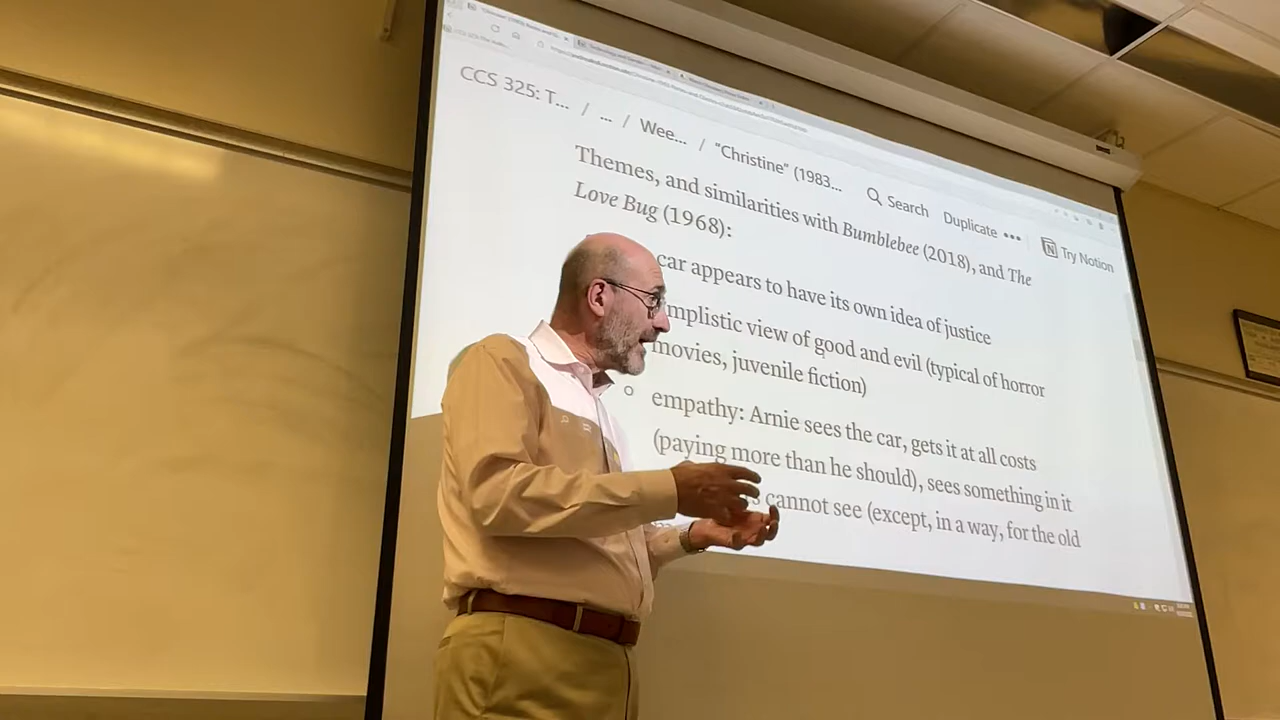 CCS 325: T... / ... / Wee... / "Christine" (1983...
Search Duplicate •••
Try Notion
Themes, and similarities with Bumblebee (2018), and The
Love Bug (1968):
car appears to have its own idea of justice
mplistic view of good and evil (typical of horror
movies, juvenile fiction)
empathy: Arnie sees the car, gets it at all costs
(paying more than he should), sees something in it
cannot see (except, in a way, for the old